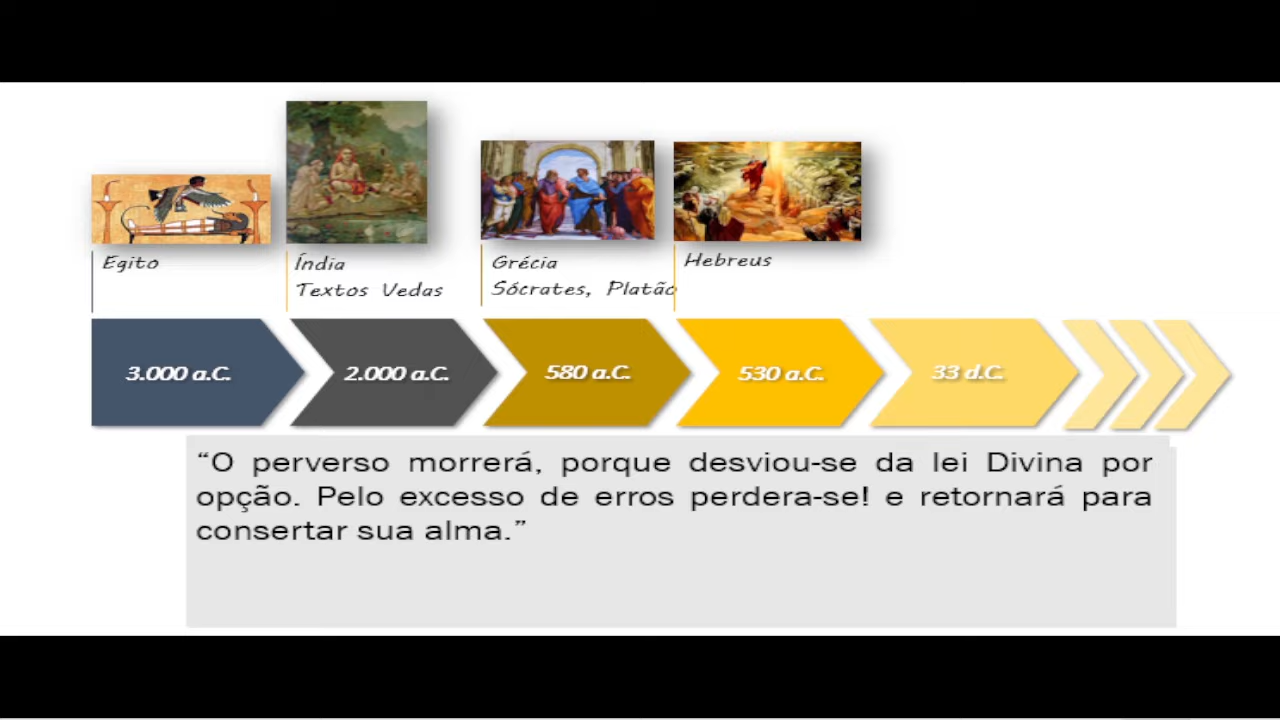 Egito
Índia
Textos Vedas
Grécia
Sócrates, Platão
Hebreus
3.000 a.C.
2.000 a.C.
580 a.C.
530 a.C.
33 d.C.
“O perverso morrerá, porque desviou-se da lei Divina por
opção. Pelo excesso de erros perdera-se! e retornará para
consertar sua alma.”